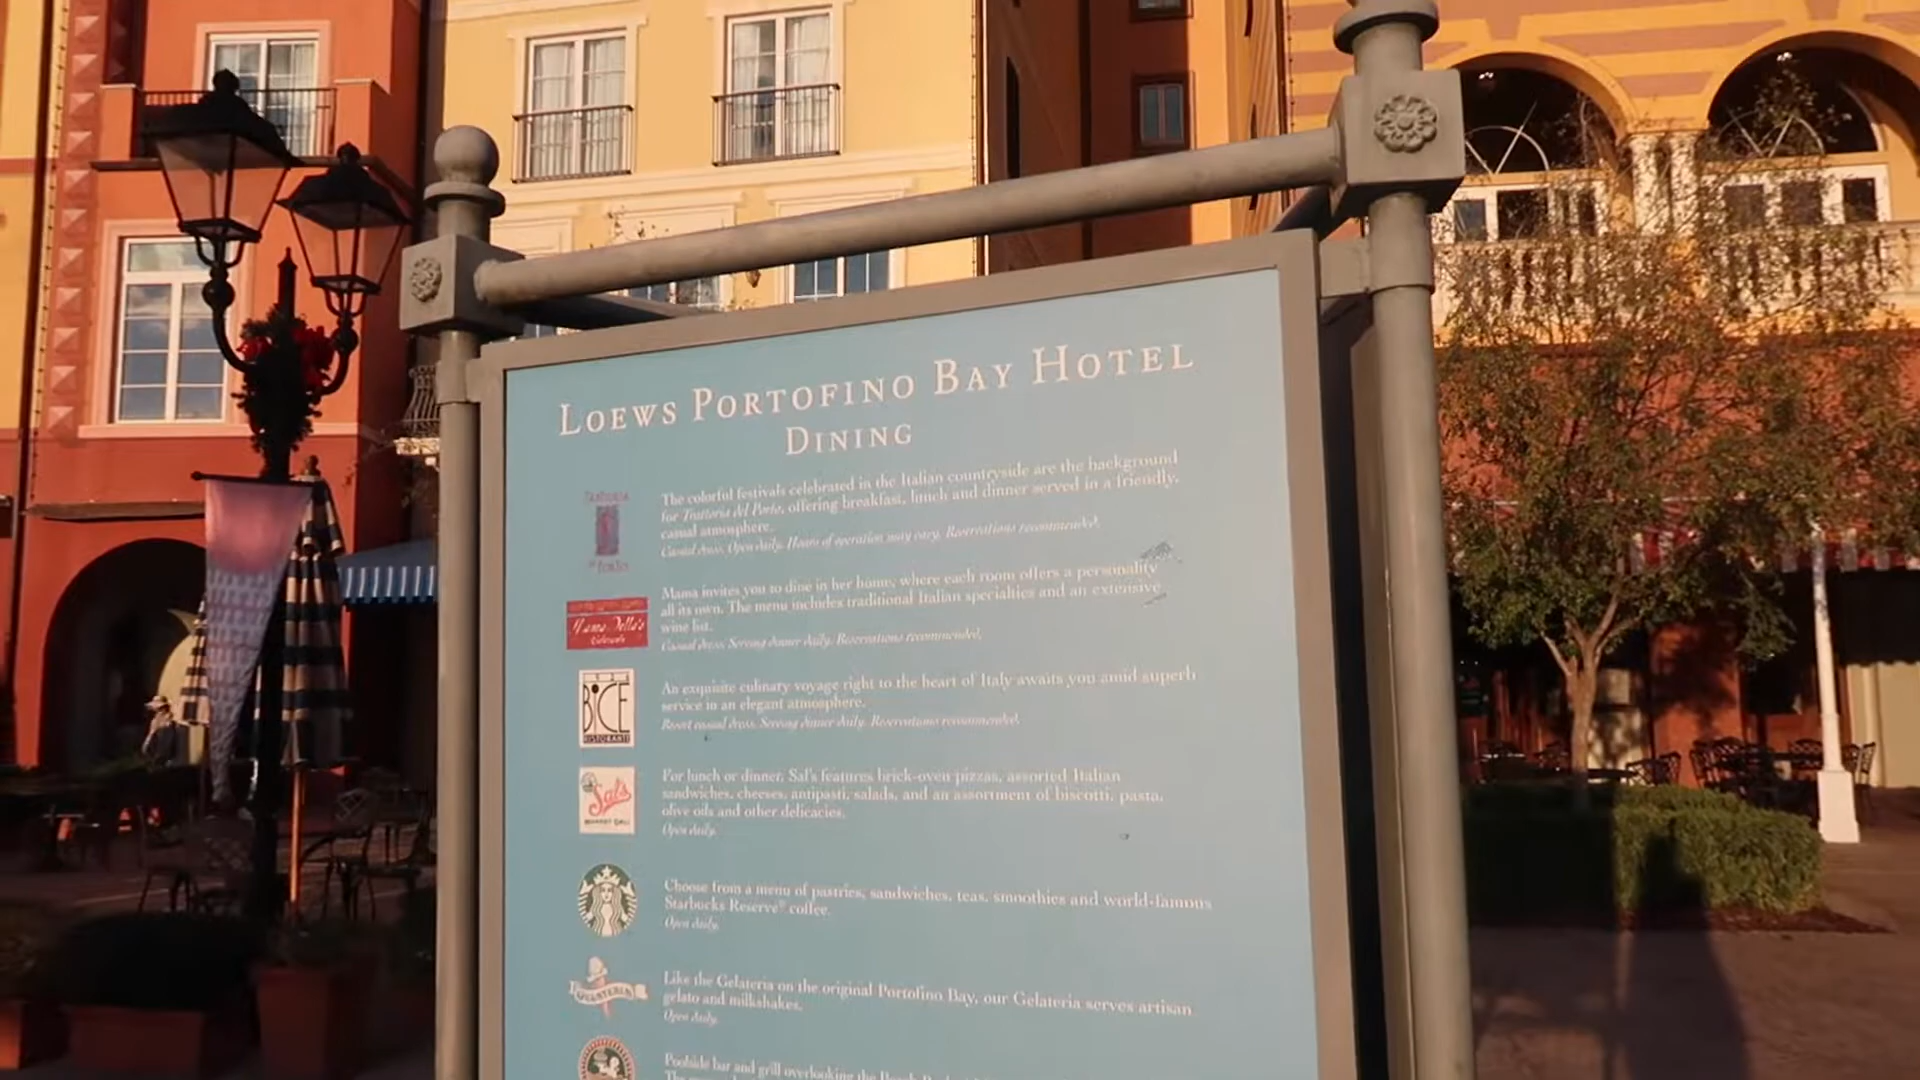 LOEWS PORTOFINO BAY HOTEL
DINING
The colorful festivals celebrated in the Italian countryside are the background
for Trattoria del Porto, offering breakfast, lunch and dinner served in a friendly,
casual atmosphere.
Casual dress. Open daily. Hours of operation may vary. Reservations recommended.
Mama Della's
Ristorante
Mama invites you to dine in her home, where each room offers a personality
all its own. The menu includes traditional Italian specialties and an extensive
wine list.
Casual dress. Serving dinner daily. Reservations recommended.
BiCE
RISTORANTE
An exquisite culinary voyage right to the heart of Italy awaits you amid superb
service in an elegant atmosphere.
Resort casual dress. Serving dinner daily. Reservations recommended.
Sal's
MARKET DELI
For lunch or dinner, Sal's features brick-oven pizzas, assorted Italian
sandwiches, cheeses, antipasti, salads, and an assortment of biscotti, pasta,
olive oils and other delicacies.
Open daily.
Choose from a menu of pastries, sandwiches, teas, smoothies and world-famous
Starbucks Reserve® coffee.
Open daily.
GELATERIA
Like the Gelateria on the original Portofino Bay, our Gelateria serves artisan
gelato and milkshakes.
Open daily.
Poolside bar and grill overlooking the Beach